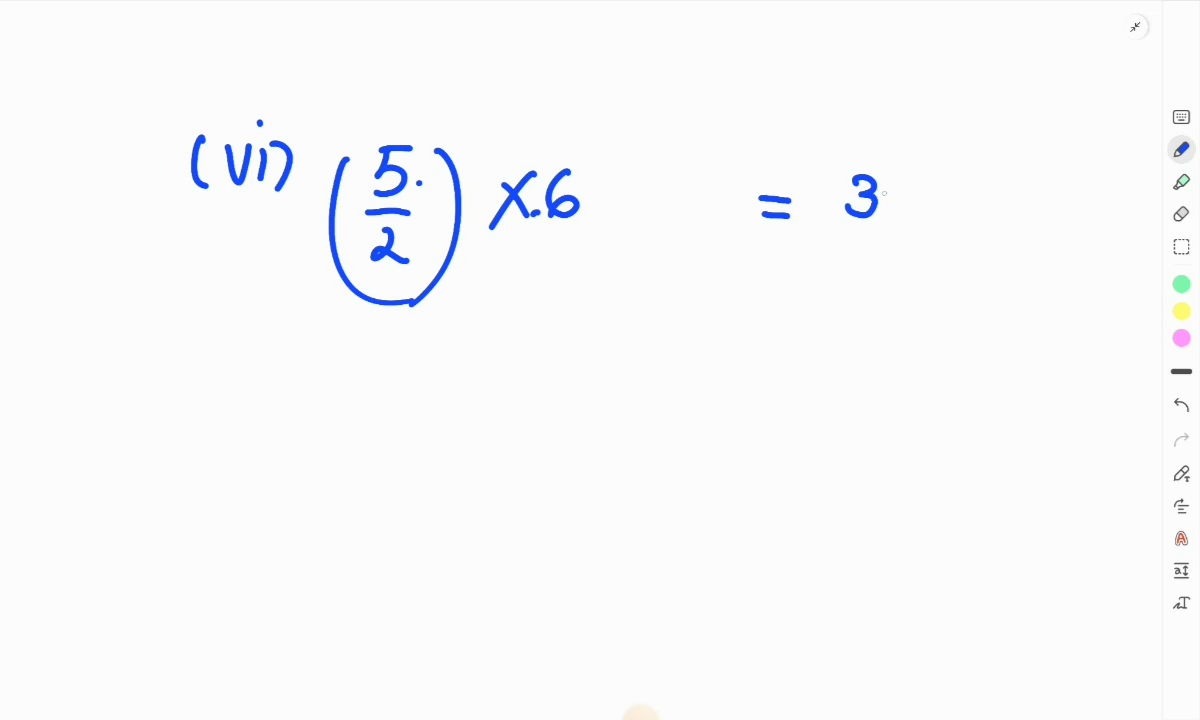 (vi) (5/2) × 6 = 3